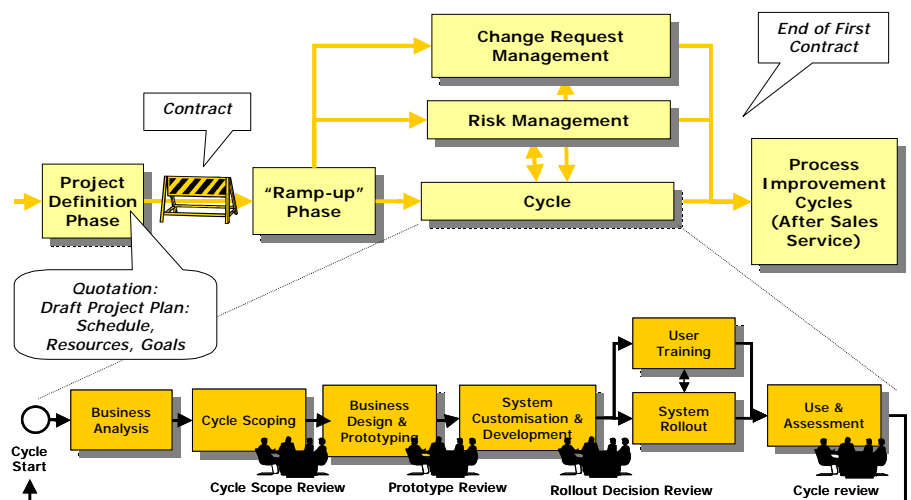 Change Request
Management
End of First
Contract
Contract
Risk Management
Project
Definition
Phase
“Ramp-up”
Phase
Cycle
Process
Improvement
Cycles
(After Sales
Service)
Quotation:
Draft Project Plan:
Schedule,
Resources, Goals
User
Training
Business
Analysis
Cycle Scoping
Business
Design &
Prototyping
System
Customisation &
Development
System
Rollout
Use &
Assessment
Cycle
Start
Cycle Scope Review
Prototype Review
Rollout Decision Review
Cycle review